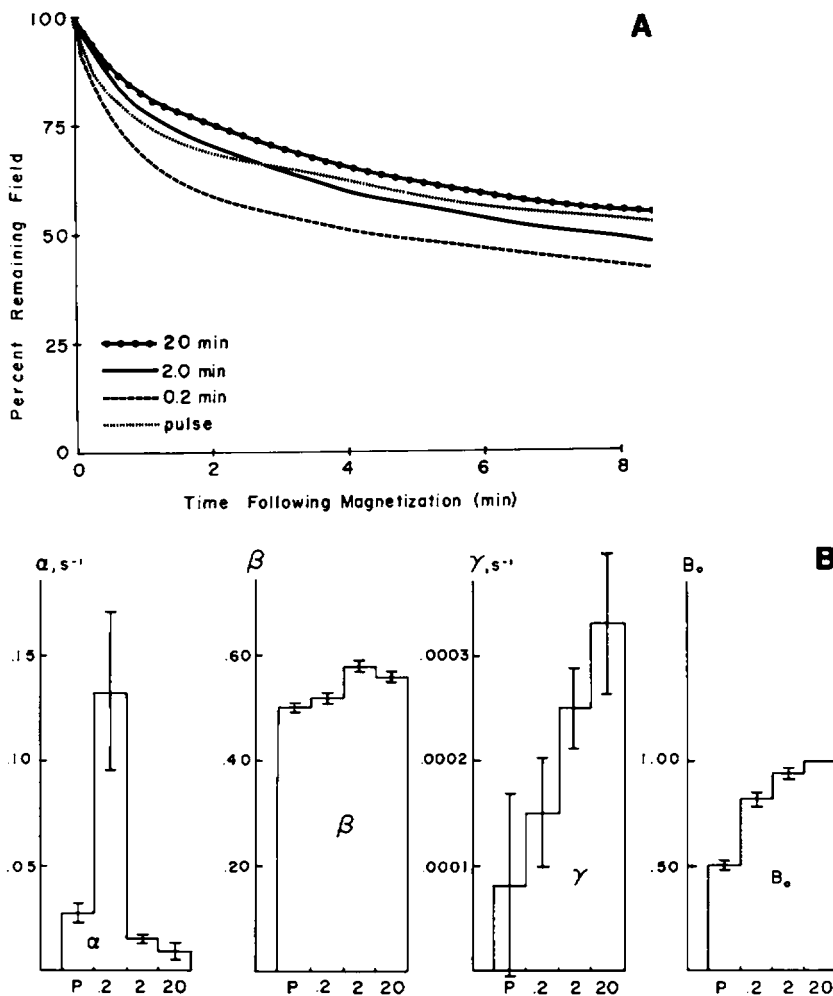 A
100
75
50
25
0
Percent Remaining Field
20 min
2.0 min
0.2 min
pulse
0 2 4 6 8
Time Following Magnetization (min)
B
α, s⁻¹
.15
.10
.05
α
P .2 2 20
β
.60
.40
.20
β
P .2 2 20
γ, s⁻¹
.0003
.0002
.0001
γ
P .2 2 20
B₀
1.00
.50
B₀
P .2 2 20